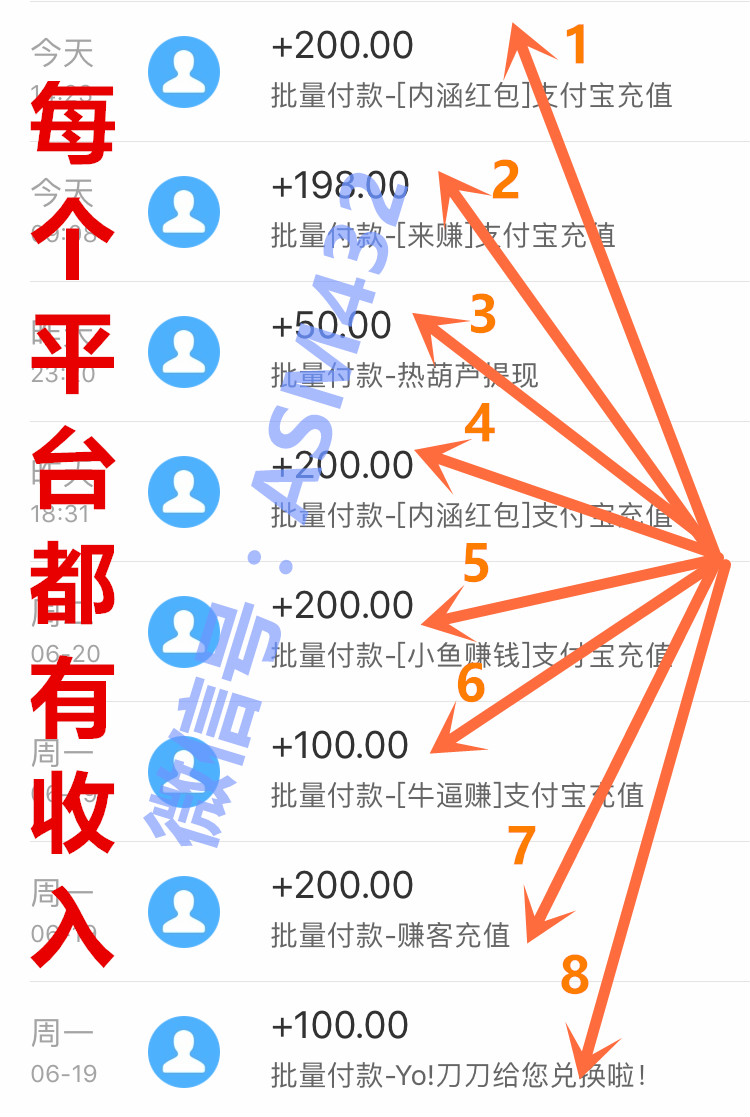 每个平台都有收入
微信号：ASM432
今天
+200.00
1
批量付款-[内涵红包]支付宝充值
今天
+198.00
2
批量付款-[来赚]支付宝充值
昨天
+50.00
3
23:20
批量付款-热葫芦提现
昨天
+200.00
4
18:31
批量付款-[内涵红包]支付宝充值
+200.00
5
06-20
批量付款-[小鱼赚钱]支付宝充值
6
周一
+100.00
06-19
批量付款-[牛逼赚]支付宝充值
7
周一
+200.00
06-19
批量付款-赚客充值
8
周一
+100.00
06-19
批量付款-Yo!刀刀给您兑换啦！